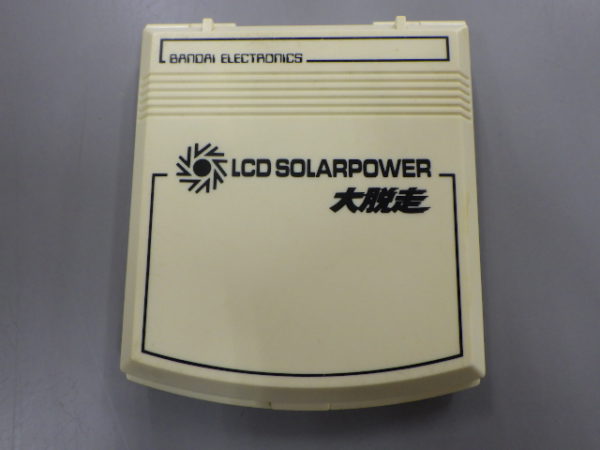 BANDAI ELECTRONICS
LCD SOLARPOWER
大脱走